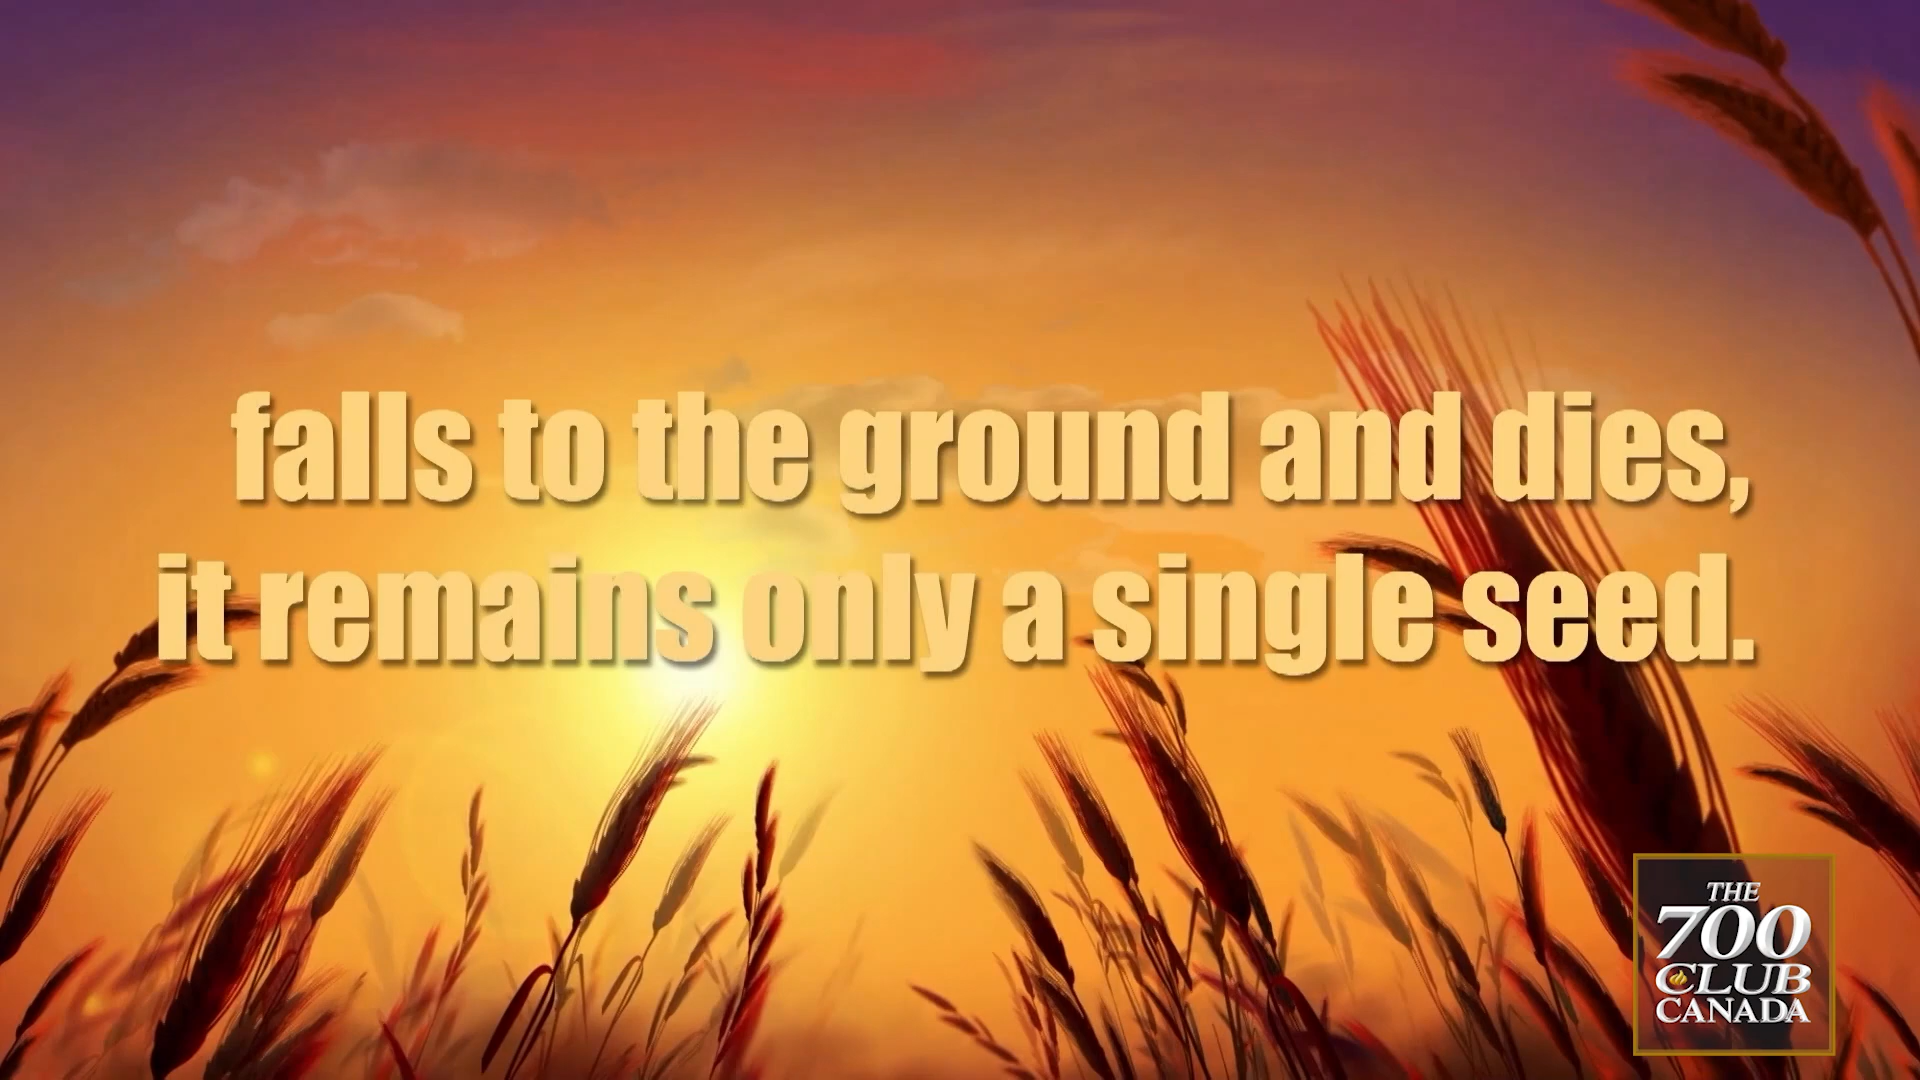 falls to the ground and dies,
it remains only a single seed.
THE
700
CLUB
CANADA